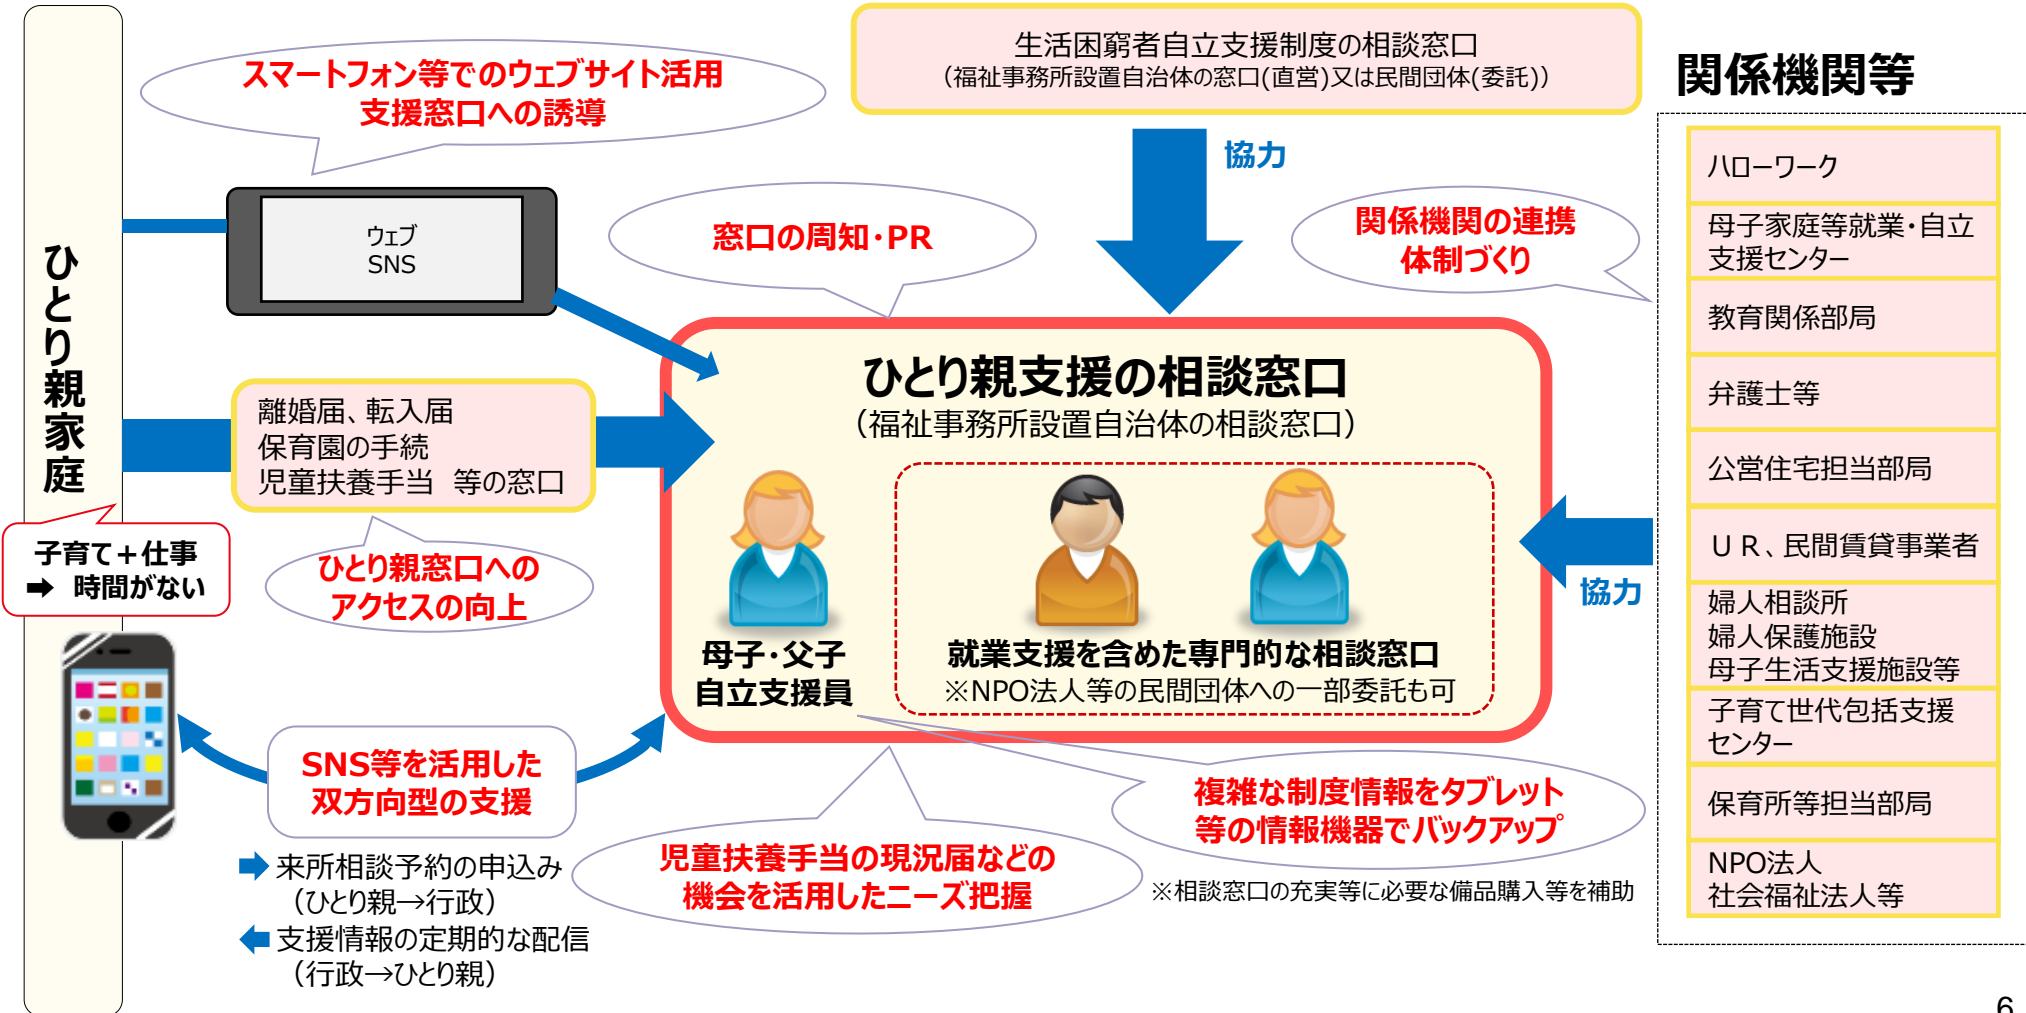 ひとり親家庭
子育て＋仕事
➡ 時間がない
スマートフォン等でのウェブサイト活用
支援窓口への誘導
ウェブ
SNS
離婚届、転入届
保育園の手続
児童扶養手当　等の窓口
ひとり親窓口への
アクセスの向上
SNS等を活用した
双方向型の支援
来所相談予約の申込み
（ひとり親→行政）
支援情報の定期的な配信
（行政→ひとり親）
生活困窮者自立支援制度の相談窓口
（福祉事務所設置自治体の窓口(直営)又は民間団体(委託)）
協力
窓口の周知・PR
関係機関の連携
体制づくり
ひとり親支援の相談窓口
（福祉事務所設置自治体の相談窓口）
母子・父子
自立支援員
就業支援を含めた専門的な相談窓口
※NPO法人等の民間団体への一部委託も可
児童扶養手当の現況届などの
機会を活用したニーズ把握
複雑な制度情報をタブレット
等の情報機器でバックアップ
※相談窓口の充実等に必要な備品購入等を補助
協力
関係機関等
ハローワーク
母子家庭等就業・自立
支援センター
教育関係部局
弁護士等
公営住宅担当部局
ＵＲ、民間賃貸事業者
婦人相談所
婦人保護施設
母子生活支援施設等
子育て世代包括支援
センター
保育所等担当部局
NPO法人
社会福祉法人等
6